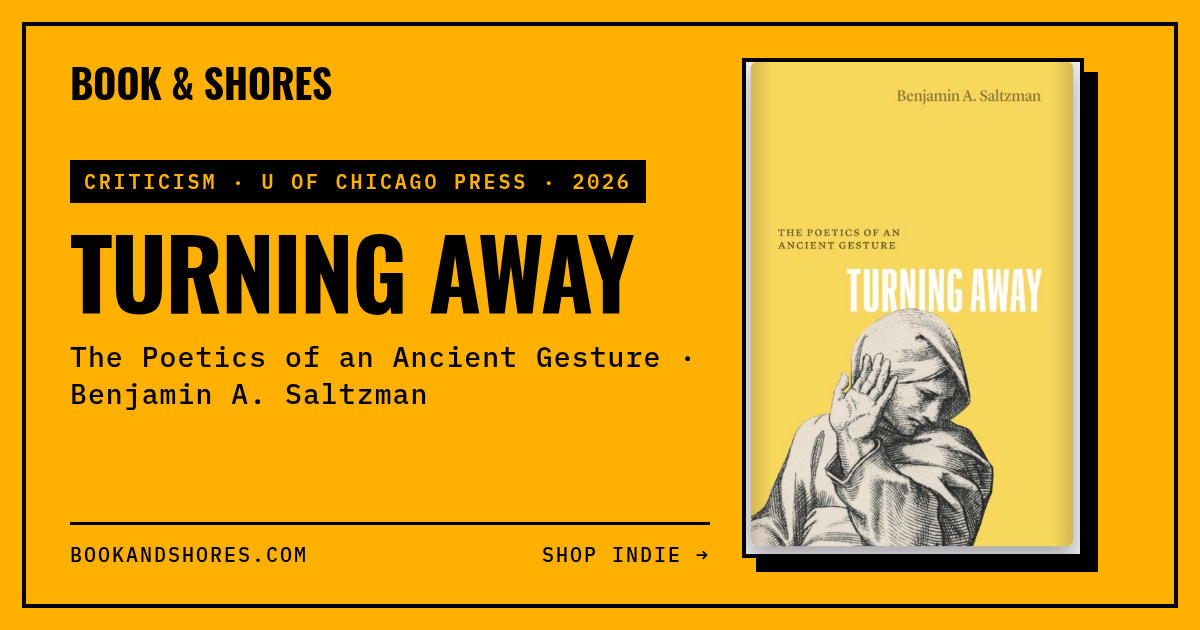 BOOK & SHORES
CRITICISM · U OF CHICAGO PRESS · 2026
TURNING AWAY
The Poetics of an Ancient Gesture ·
Benjamin A. Saltzman
BOOKANDSHORES.COM
SHOP INDIE →
Benjamin A. Saltzman
THE POETICS OF AN
ANCIENT GESTURE
TURNING AWAY